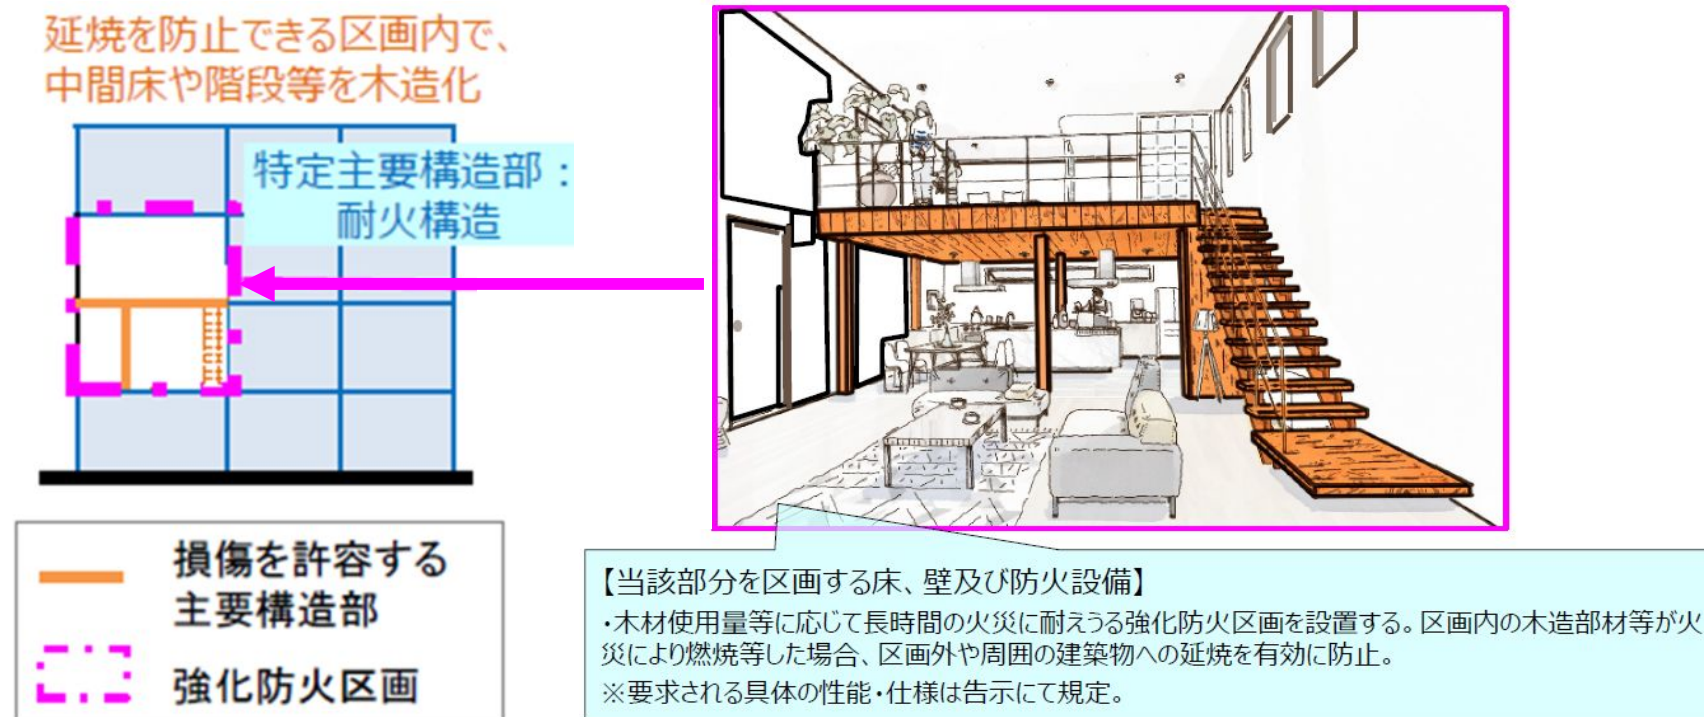 延焼を防止できる区画内で、
中間床や階段等を木造化
特定主要構造部：
耐火構造
損傷を許容する
主要構造部
強化防火区画
【当該部分を区画する床、壁及び防火設備】
・木材使用量等に応じて長時間の火災に耐えうる強化防火区画を設置する。区画内の木造部材等が火
災により燃焼等した場合、区画外や周囲の建築物への延焼を有効に防止。
※要求される具体の性能・仕様は告示にて規定。